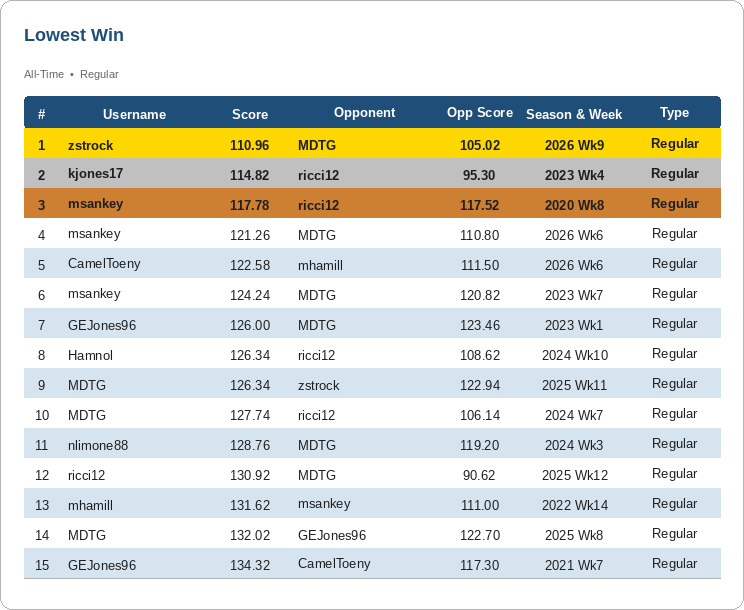 Lowest Win
All-Time • Regular
# Username Score Opponent Opp Score Season & Week Type
1 zstrock 110.96 MDTG 105.02 2026 Wk9 Regular
2 kjones17 114.82 ricci12 95.30 2023 Wk4 Regular
3 msankey 117.78 ricci12 117.52 2020 Wk8 Regular
4 msankey 121.26 MDTG 110.80 2026 Wk6 Regular
5 CamelToeny 122.58 mhamill 111.50 2026 Wk6 Regular
6 msankey 124.24 MDTG 120.82 2023 Wk7 Regular
7 GEJones96 126.00 MDTG 123.46 2023 Wk1 Regular
8 Hamnol 126.34 ricci12 108.62 2024 Wk10 Regular
9 MDTG 126.34 zstrock 122.94 2025 Wk11 Regular
10 MDTG 127.74 ricci12 106.14 2024 Wk7 Regular
11 nlimone88 128.76 MDTG 119.20 2024 Wk3 Regular
12 ricci12 130.92 MDTG 90.62 2025 Wk12 Regular
13 mhamill 131.62 msankey 111.00 2022 Wk14 Regular
14 MDTG 132.02 GEJones96 122.70 2025 Wk8 Regular
15 GEJones96 134.32 CamelToeny 117.30 2021 Wk7 Regular